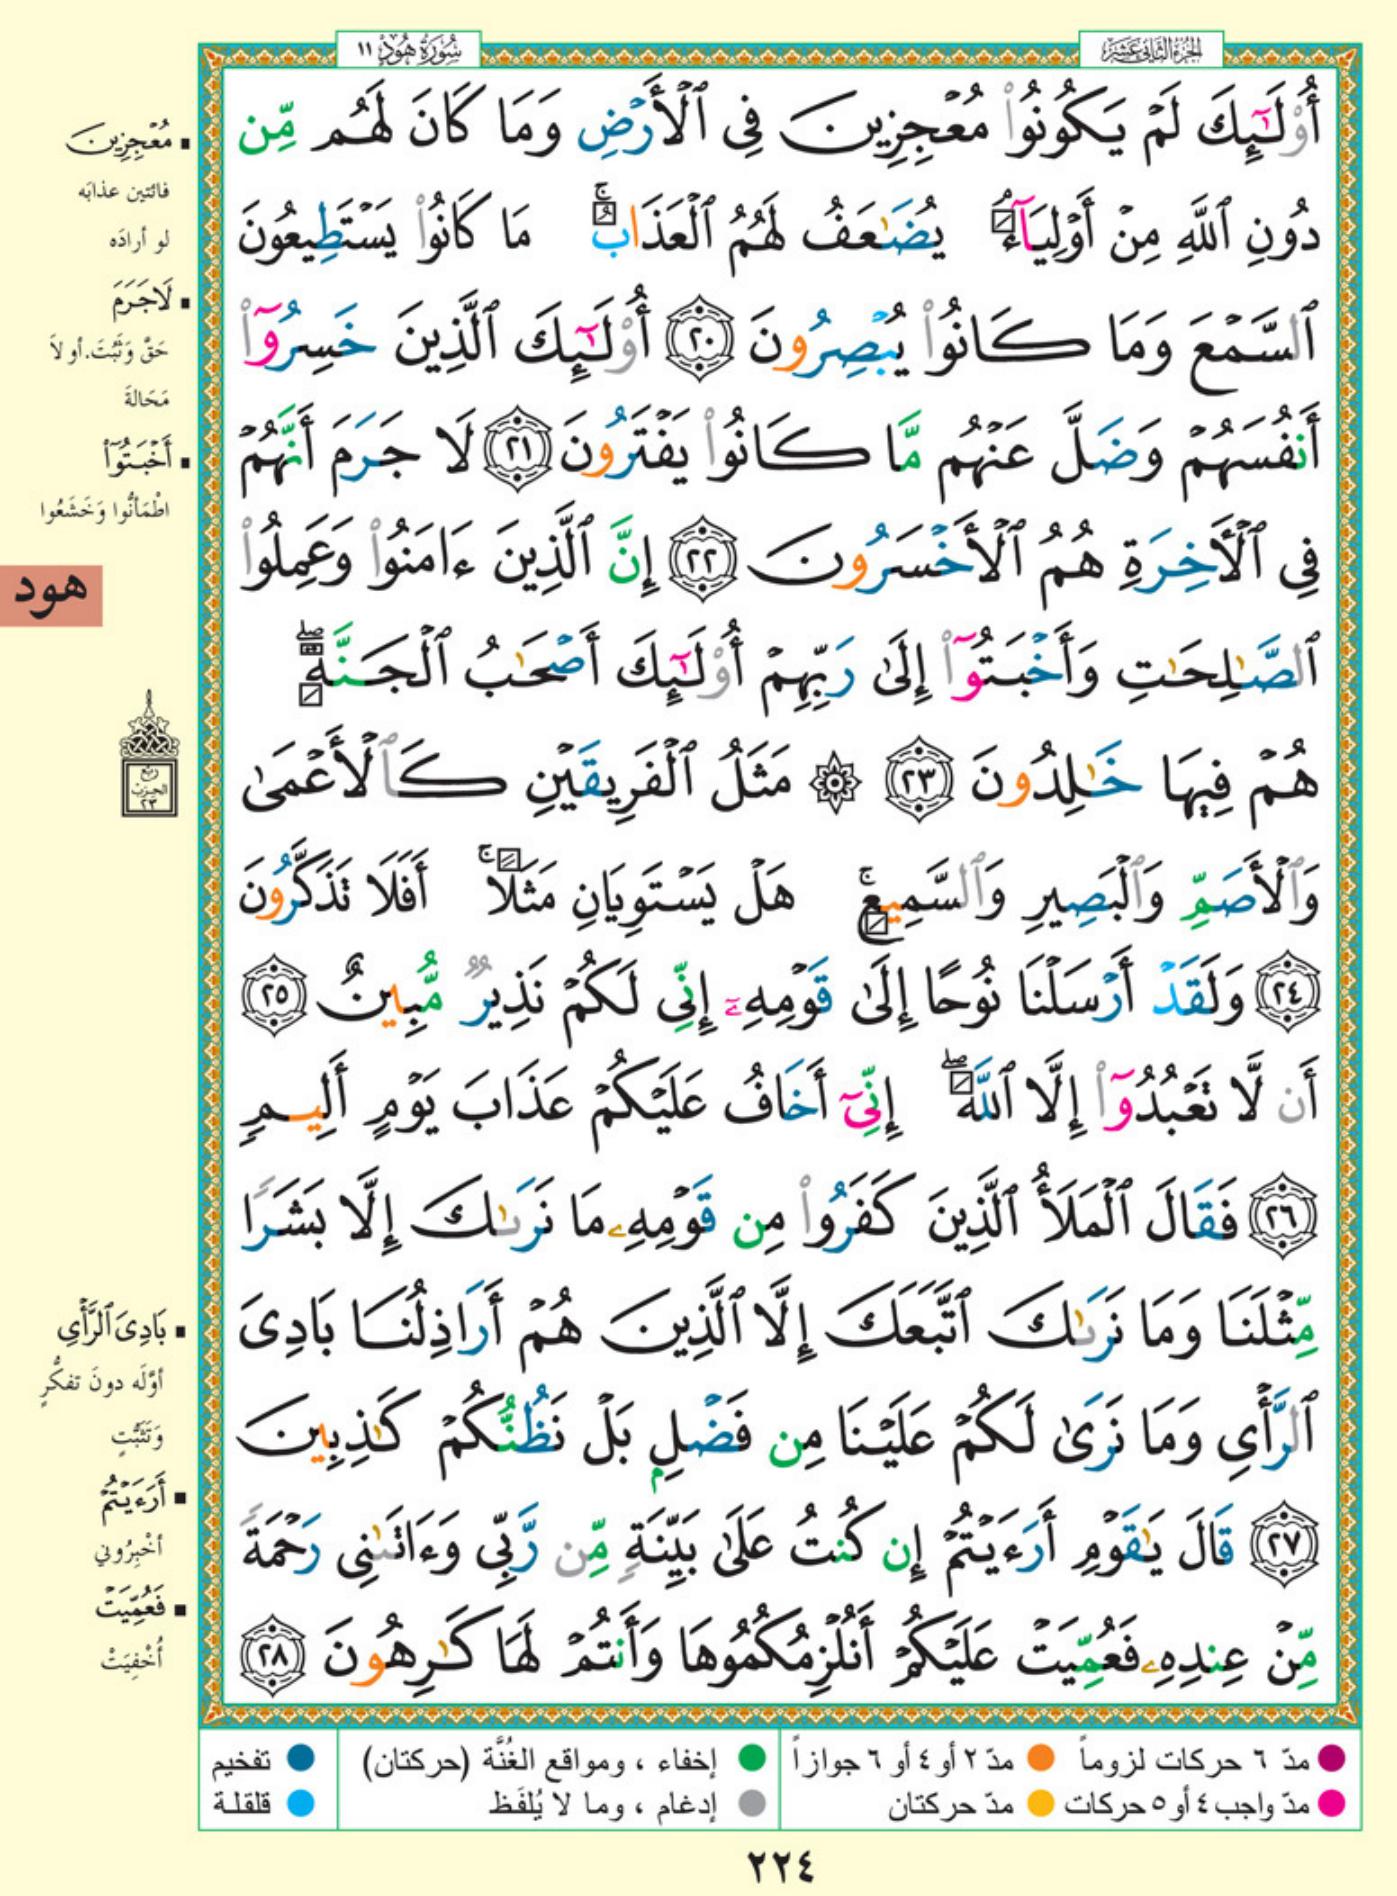 الجزء الثاني عشر
سورة هود ١١
أُوْلَٰٓئِكَ لَمْ يَكُونُوا۟ مُعْجِزِينَ فِى ٱلْأَرْضِ وَمَا كَانَ لَهُم مِّن
دُونِ ٱللَّهِ مِنْ أَوْلِيَآءَ ۘ يُضَٰعَفُ لَهُمُ ٱلْعَذَابُ ۚ مَا كَانُوا۟ يَسْتَطِيعُونَ
ٱلسَّمْعَ وَمَا كَانُوا۟ يُبْصِرُونَ ٢٠ أُو۟لَٰٓئِكَ ٱلَّذِينَ خَسِرُوٓا۟
أَنفُسَهُمْ وَضَلَّ عَنْهُم مَّا كَانُوا۟ يَفْتَرُونَ ٢١ لَا جَرَمَ أَنَّهُمْ
فِى ٱلْأَخِرَةِ هُمُ ٱلْأَخْسَرُونَ ٢٢ إِنَّ ٱلَّذِينَ ءَامَنُوا۟ وَعَمِلُوا۟
ٱلصَّٰلِحَٰتِ وَأَخْبَتُوٓا۟ إِلَىٰ رَبِّهِمْ أُو۟لَٰٓئِكَ أَصْحَٰبُ ٱلْجَنَّةِ ۖ
هُمْ فِيهَا خَٰلِدُونَ ٢٣ ۞ مَثَلُ ٱلْفَرِيقَيْنِ كَٱلْأَعْمَىٰ
وَٱلْأَصَمِّ وَٱلْبَصِيرِ وَٱلسَّمِيعِ ۚ هَلْ يَسْتَوِيَانِ مَثَلًا ۚ أَفَلَا تَذَكَّرُونَ
٢٤ وَلَقَدْ أَرْسَلْنَا نُوحًا إِلَىٰ قَوْمِهِۦٓ إِنِّى لَكُمْ نَذِيرٌ مُّبِينٌ ٢٥
أَن لَّا تَعْبُدُوٓا۟ إِلَّا ٱللَّهَ ۖ إِنِّىٓ أَخَافُ عَلَيْكُمْ عَذَابَ يَوْمٍ أَلِيمٍ
٢٦ فَقَالَ ٱلْمَلَأُ ٱلَّذِينَ كَفَرُوا۟ مِن قَوْمِهِۦ مَا نَرَىٰكَ إِلَّا بَشَرًا
مِّثْلَنَا وَمَا نَرَىٰكَ ٱتَّبَعَكَ إِلَّا ٱلَّذِينَ هُمْ أَرَاذِلُنَا بَادِىَ
ٱلرَّأْىِ وَمَا نَرَىٰ لَكُمْ عَلَيْنَا مِن فَضْلٍۭ بَلْ نَظُنُّكُمْ كَٰذِبِينَ
٢٧ قَالَ يَٰقَوْمِ أَرَءَيْتُمْ إِن كُنتُ عَلَىٰ بَيِّنَةٍ مِّن رَّبِّى وَءَاتَىٰنِى رَحْمَةً
مِّنْ عِندِهِۦ فَعُمِّيَتْ عَلَيْكُمْ أَنُلْزِمُكُمُوهَا وَأَنتُمْ لَهَا كَٰرِهُونَ ٢٨
▪ مُعْجِزِينَ
فائتين عذابَه
لو أرادَه
▪ لَا جَرَمَ
حَقَّ وَثَبَتَ. أو لاَ
مَحَالةَ
▪ أَخْبَتُوٓا۟
اطْمَأنُّوا وَخَشَعُوا
هود
ربع
الحزب
٢٣
▪ بَادِىَ ٱلرَّأْىِ
أوَّلَه دونَ تفكُّرٍ
وَتَثَبُّتٍ
▪ أَرَءَيْتُمْ
أخْبِرُوني
▪ فَعُمِّيَتْ
أُخْفِيَتْ
مدّ ٦ حركات لزوماً ● مدّ ٢ أو ٤ أو ٦ جوازاً ● إخفاء ، ومواقع الغُنَّة (حركتان) ● تفخيم
مدّ واجب ٤ أو ٥ حركات ● مدّ حركتان ● إدغام ، وما لا يُلفَظ ● قلقلة
٢٢٤